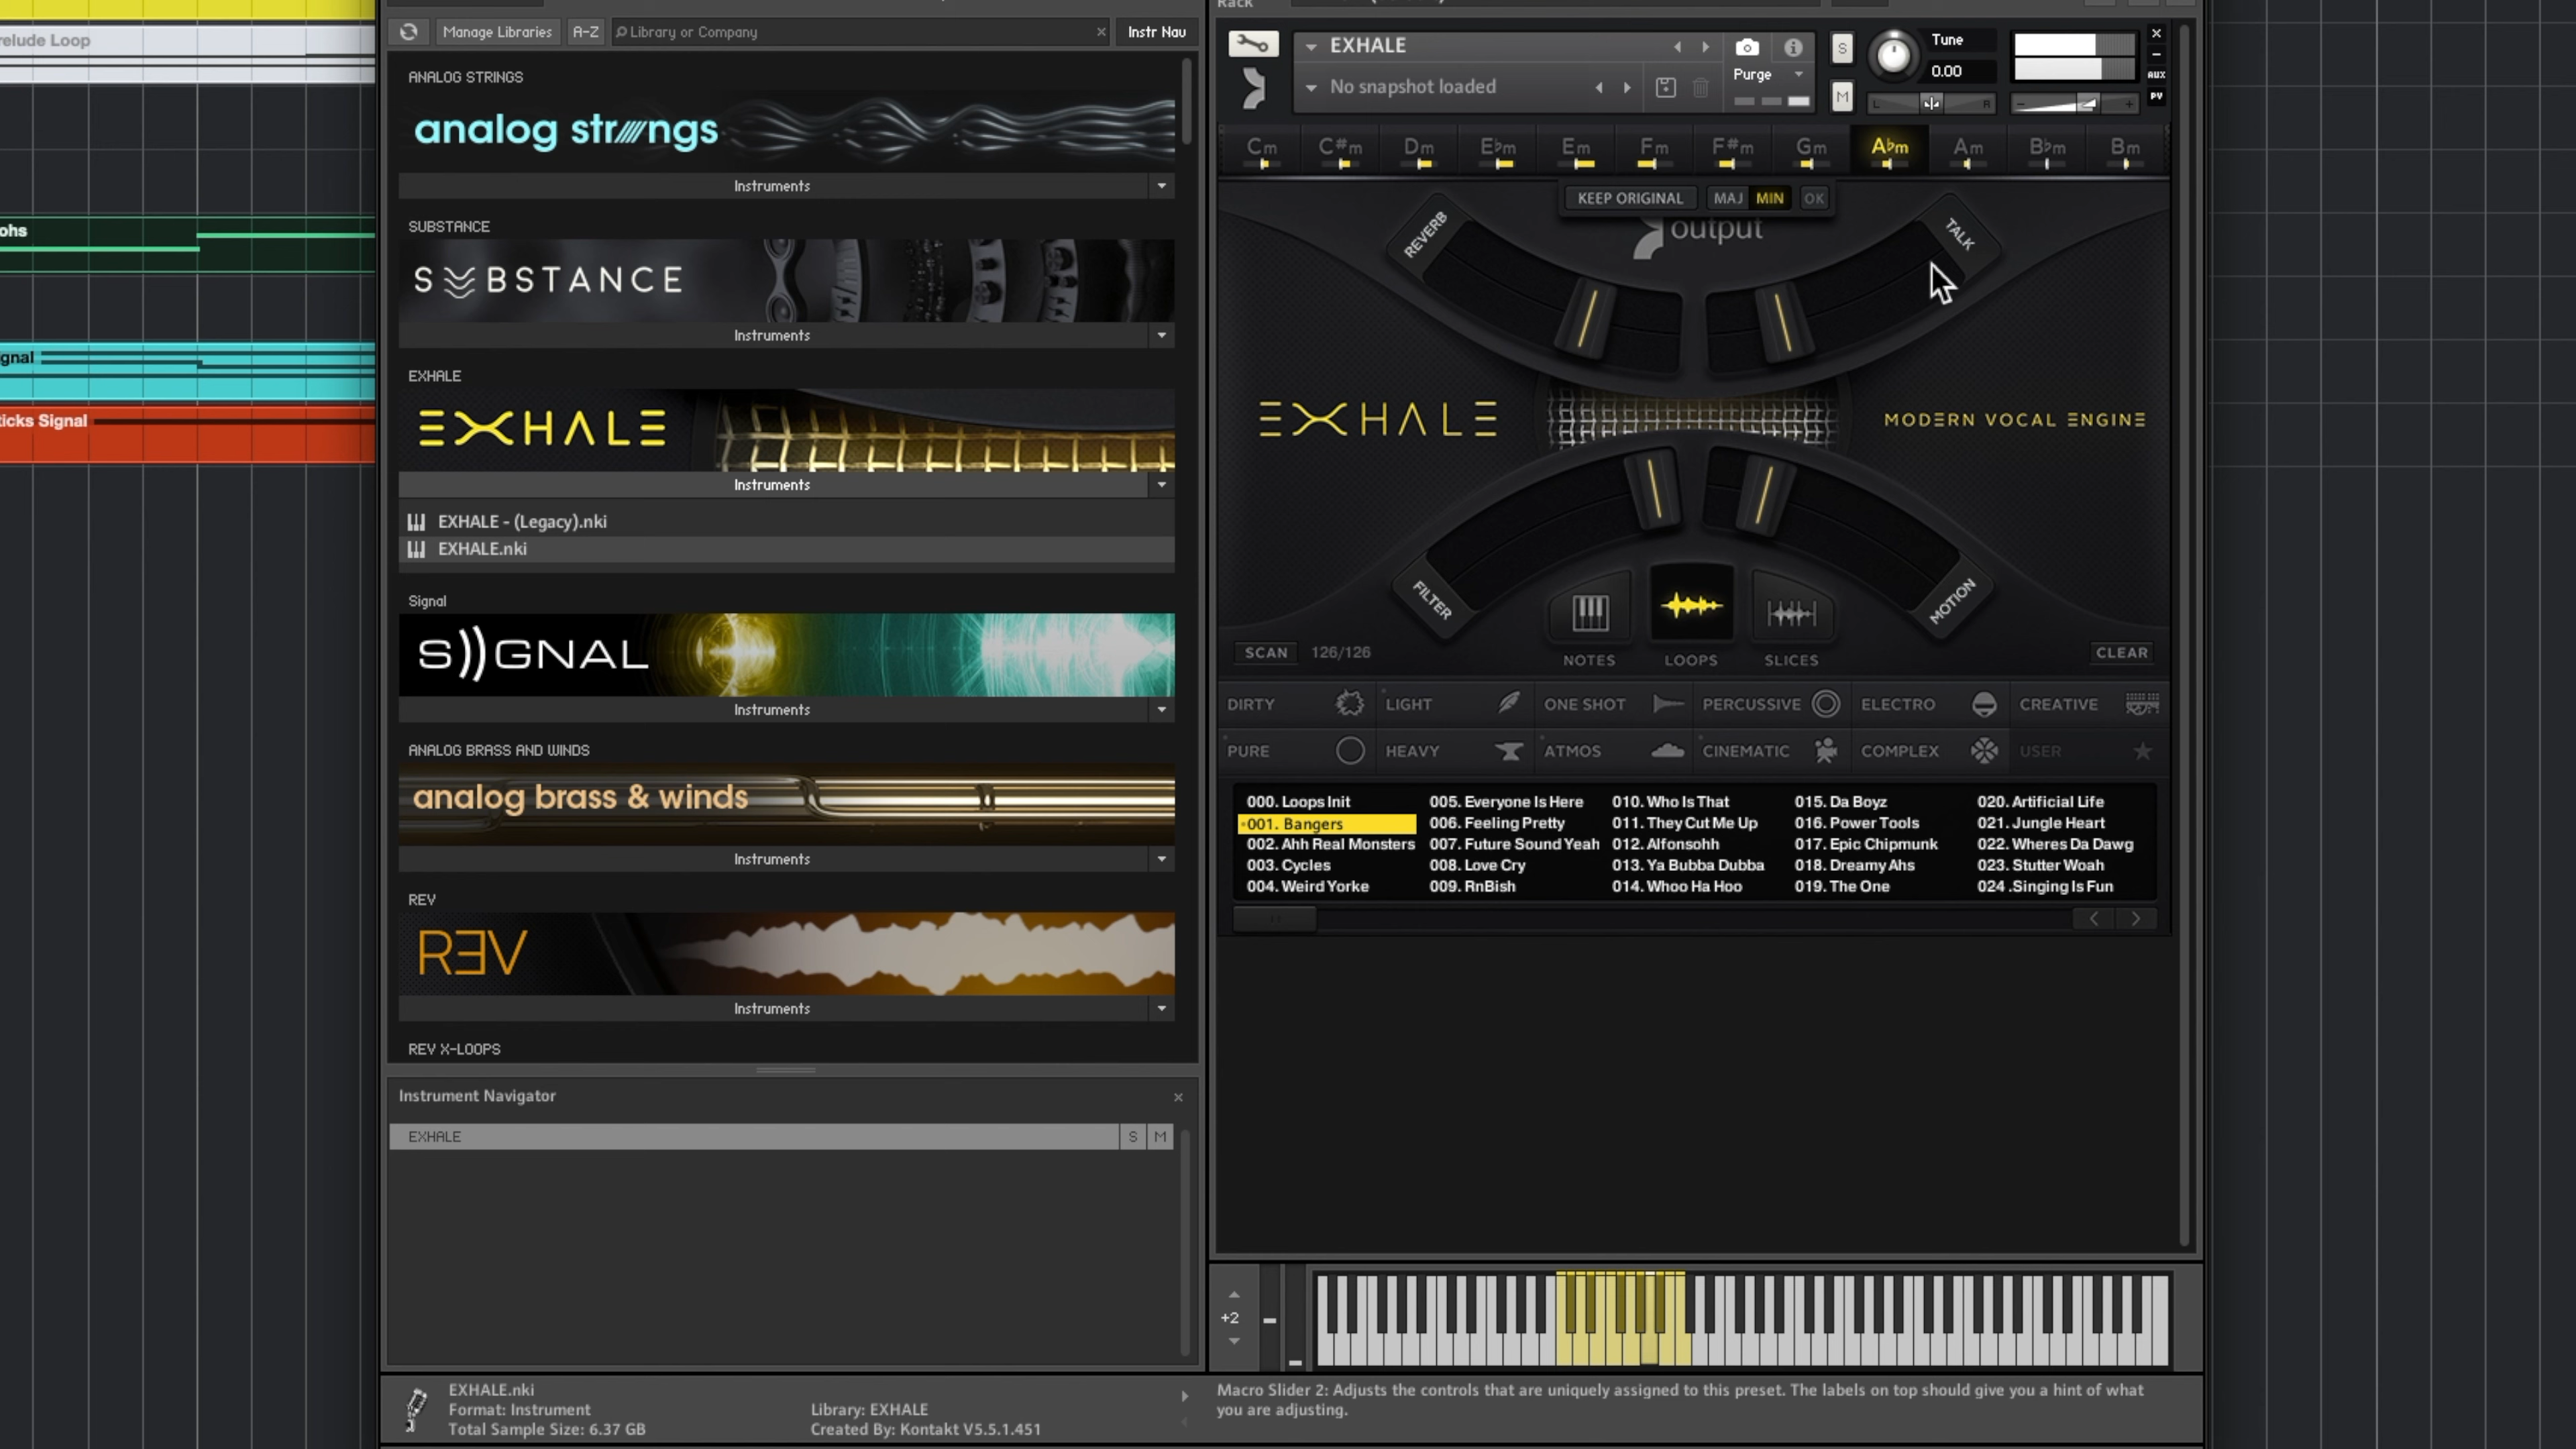 relude Loop
ohs
gnal
ticks Signal
Manage Libraries
A-Z
Library or Company
×
Instr Nav
ANALOG STRINGS
analog strings
Instruments
SUBSTANCE
SUBSTANCE
Instruments
EXHALE
EXHALE
Instruments
EXHALE - (Legacy).nki
EXHALE.nki
Signal
S))GNAL
Instruments
ANALOG BRASS AND WINDS
analog brass & winds
Instruments
REV
REV
Instruments
REV X-LOOPS
Instrument Navigator
×
EXHALE
S M
EXHALE.nki
Format: Instrument
Total Sample Size: 6.37 GB
Library: EXHALE
Created By: Kontakt V5.5.1.451
Rack
EXHALE
No snapshot loaded
Purge
S
M
Tune
0.00
L R
AUX
PV
Cm C#m Dm E♭m Em Fm F#m Gm A♭m Am B♭m Bm
KEEP ORIGINAL MAJ MIN OK
output
REVERB
TALK
EXHALE
MODERN VOCAL ENGINE
FILTER
MOTION
NOTES LOOPS SLICES
SCAN 126/126
CLEAR
DIRTY LIGHT ONE SHOT PERCUSSIVE ELECTRO CREATIVE
PURE HEAVY ATMOS CINEMATIC COMPLEX USER
000. Loops Init 005. Everyone Is Here 010. Who Is That 015. Da Boyz 020. Artificial Life
001. Bangers 006. Feeling Pretty 011. They Cut Me Up 016. Power Tools 021. Jungle Heart
002. Ahh Real Monsters 007. Future Sound Yeah 012. Alfonsohh 017. Epic Chipmunk 022. Wheres Da Dawg
003. Cycles 008. Love Cry 013. Ya Bubba Dubba 018. Dreamy Ahs 023. Stutter Woah
004. Weird Yorke 009. RnBish 014. Whoo Ha Hoo 019. The One 024 .Singing Is Fun
+2
Macro Slider 2: Adjusts the controls that are uniquely assigned to this preset. The labels on top should give you a hint of what
you are adjusting.